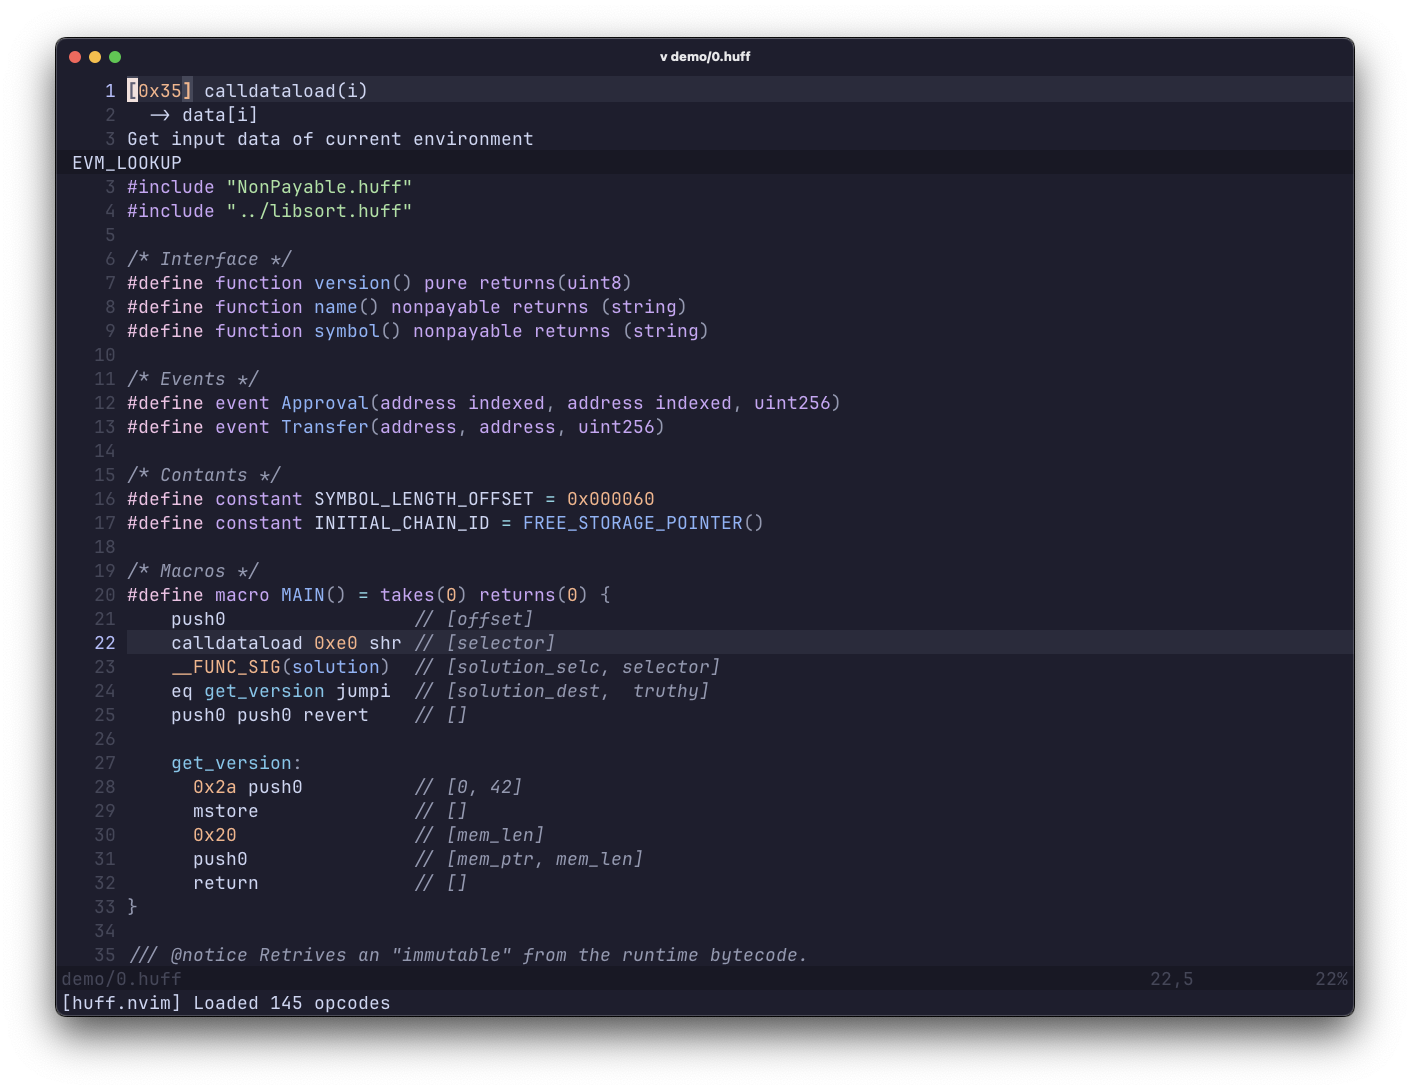 v demo/0.huff
1 [0x35] calldataload(i)
2   -> data[i]
3 Get input data of current environment
EVM_LOOKUP
3 #include "NonPayable.huff"
4 #include "../libsort.huff"
5
6 /* Interface */
7 #define function version() pure returns(uint8)
8 #define function name() nonpayable returns (string)
9 #define function symbol() nonpayable returns (string)
10
11 /* Events */
12 #define event Approval(address indexed, address indexed, uint256)
13 #define event Transfer(address, address, uint256)
14
15 /* Contants */
16 #define constant SYMBOL_LENGTH_OFFSET = 0x000060
17 #define constant INITIAL_CHAIN_ID = FREE_STORAGE_POINTER()
18
19 /* Macros */
20 #define macro MAIN() = takes(0) returns(0) {
21     push0                 // [offset]
22     calldataload 0xe0 shr // [selector]
23     __FUNC_SIG(solution)  // [solution_selc, selector]
24     eq get_version jumpi  // [solution_dest,  truthy]
25     push0 push0 revert    // []
26
27     get_version:
28       0x2a push0          // [0, 42]
29       mstore              // []
30       0x20                // [mem_len]
31       push0               // [mem_ptr, mem_len]
32       return              // []
33 }
34
35 /// @notice Retrives an "immutable" from the runtime bytecode.
demo/0.huff 22,5 22%
[huff.nvim] Loaded 145 opcodes